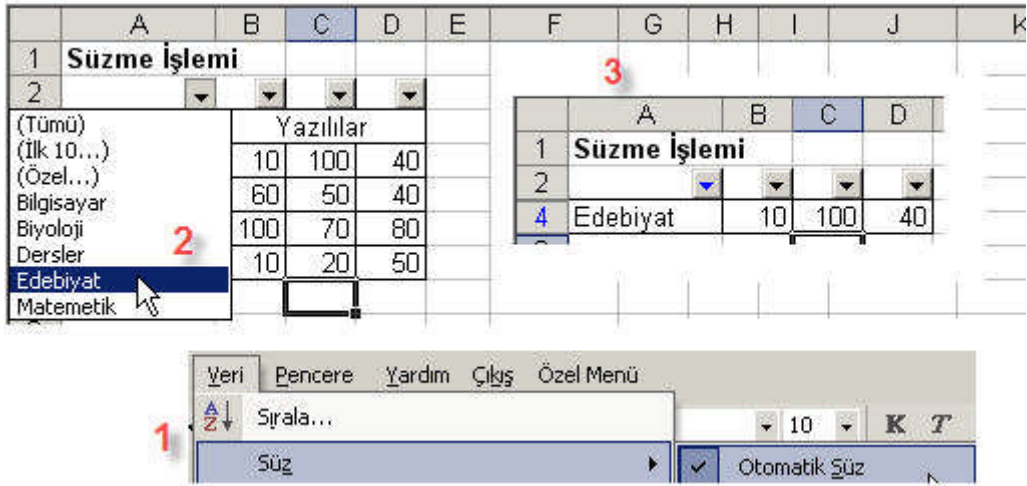 A B C D E F G H I J K
1 Süzme İşlemi
2
(Tümü)
(İlk 10...)
(Özel...)
Bilgisayar
Biyoloji
Dersler
Edebiyat
Matemetik
2
Yazılılar
10 100 40
60 50 40
100 70 80
10 20 50
3
A B C D
1 Süzme İşlemi
2
4 Edebiyat 10 100 40
1
Veri Pencere Yardım Çıkış Özel Menü
Sırala...
10 K T
Süz Otomatik Süz